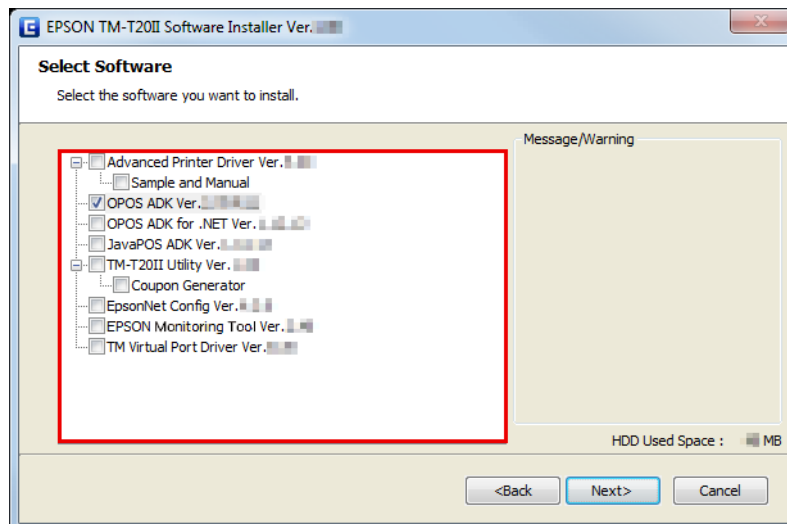 EPSON TM-T20II Software Installer Ver.
Select Software
Select the software you want to install.
Message/Warning
Advanced Printer Driver Ver.
Sample and Manual
OPOS ADK Ver.
OPOS ADK for .NET Ver.
JavaPOS ADK Ver.
TM-T20II Utility Ver.
Coupon Generator
EpsonNet Config Ver.
EPSON Monitoring Tool Ver.
TM Virtual Port Driver Ver.
HDD Used Space : MB
<Back Next> Cancel